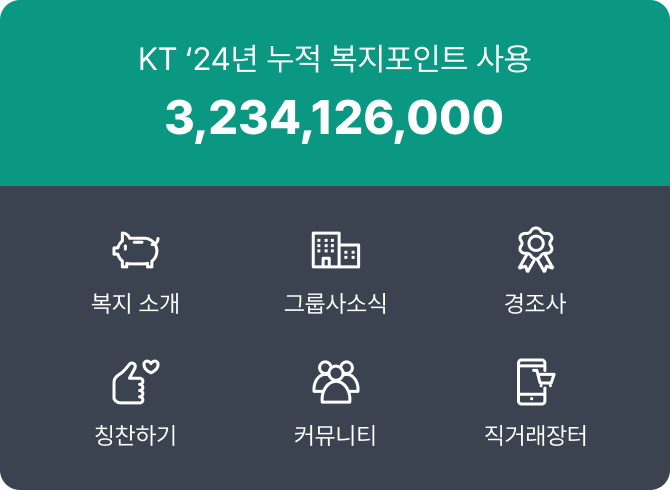 KT ‘24년 누적 복지포인트 사용
3,234,126,000
복지 소개 그룹사소식 경조사
칭찬하기 커뮤니티 직거래장터